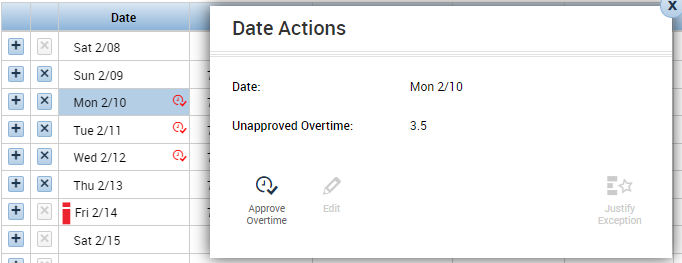 Date
Sat 2/08
Sun 2/09
Mon 2/10
Tue 2/11
Wed 2/12
Thu 2/13
Fri 2/14
Sat 2/15
x
Date Actions
Date: Mon 2/10
Unapproved Overtime: 3.5
Approve
Overtime
Edit
Justify
Exception